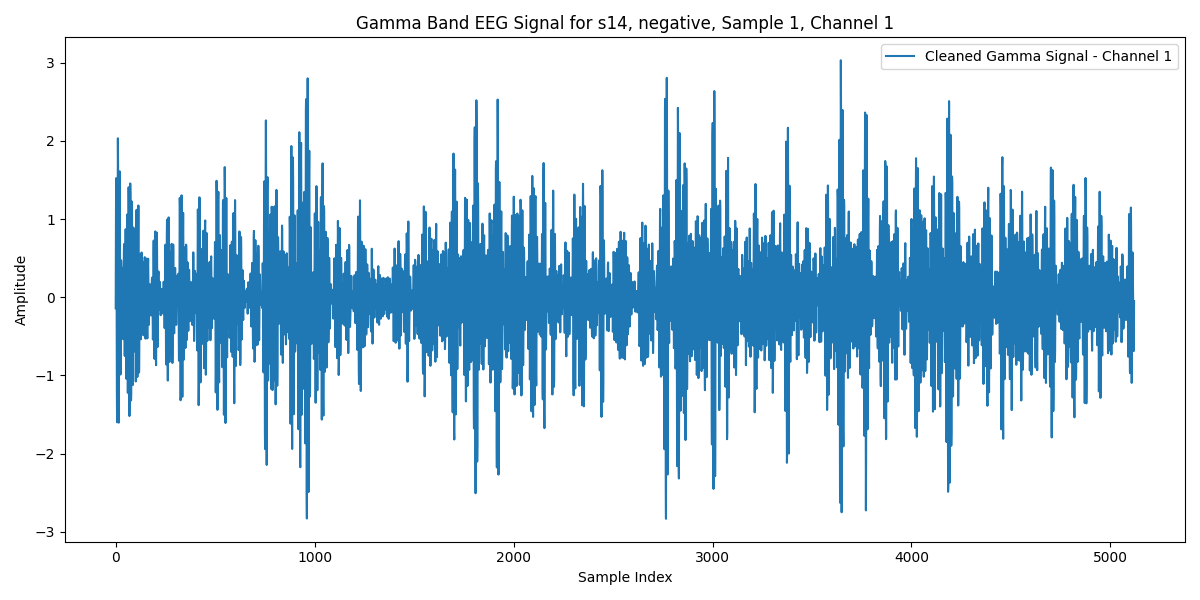 Gamma Band EEG Signal for s14, negative, Sample 1, Channel 1
Cleaned Gamma Signal - Channel 1
3
2
1
0
−1
−2
−3
Amplitude
0 1000 2000 3000 4000 5000
Sample Index